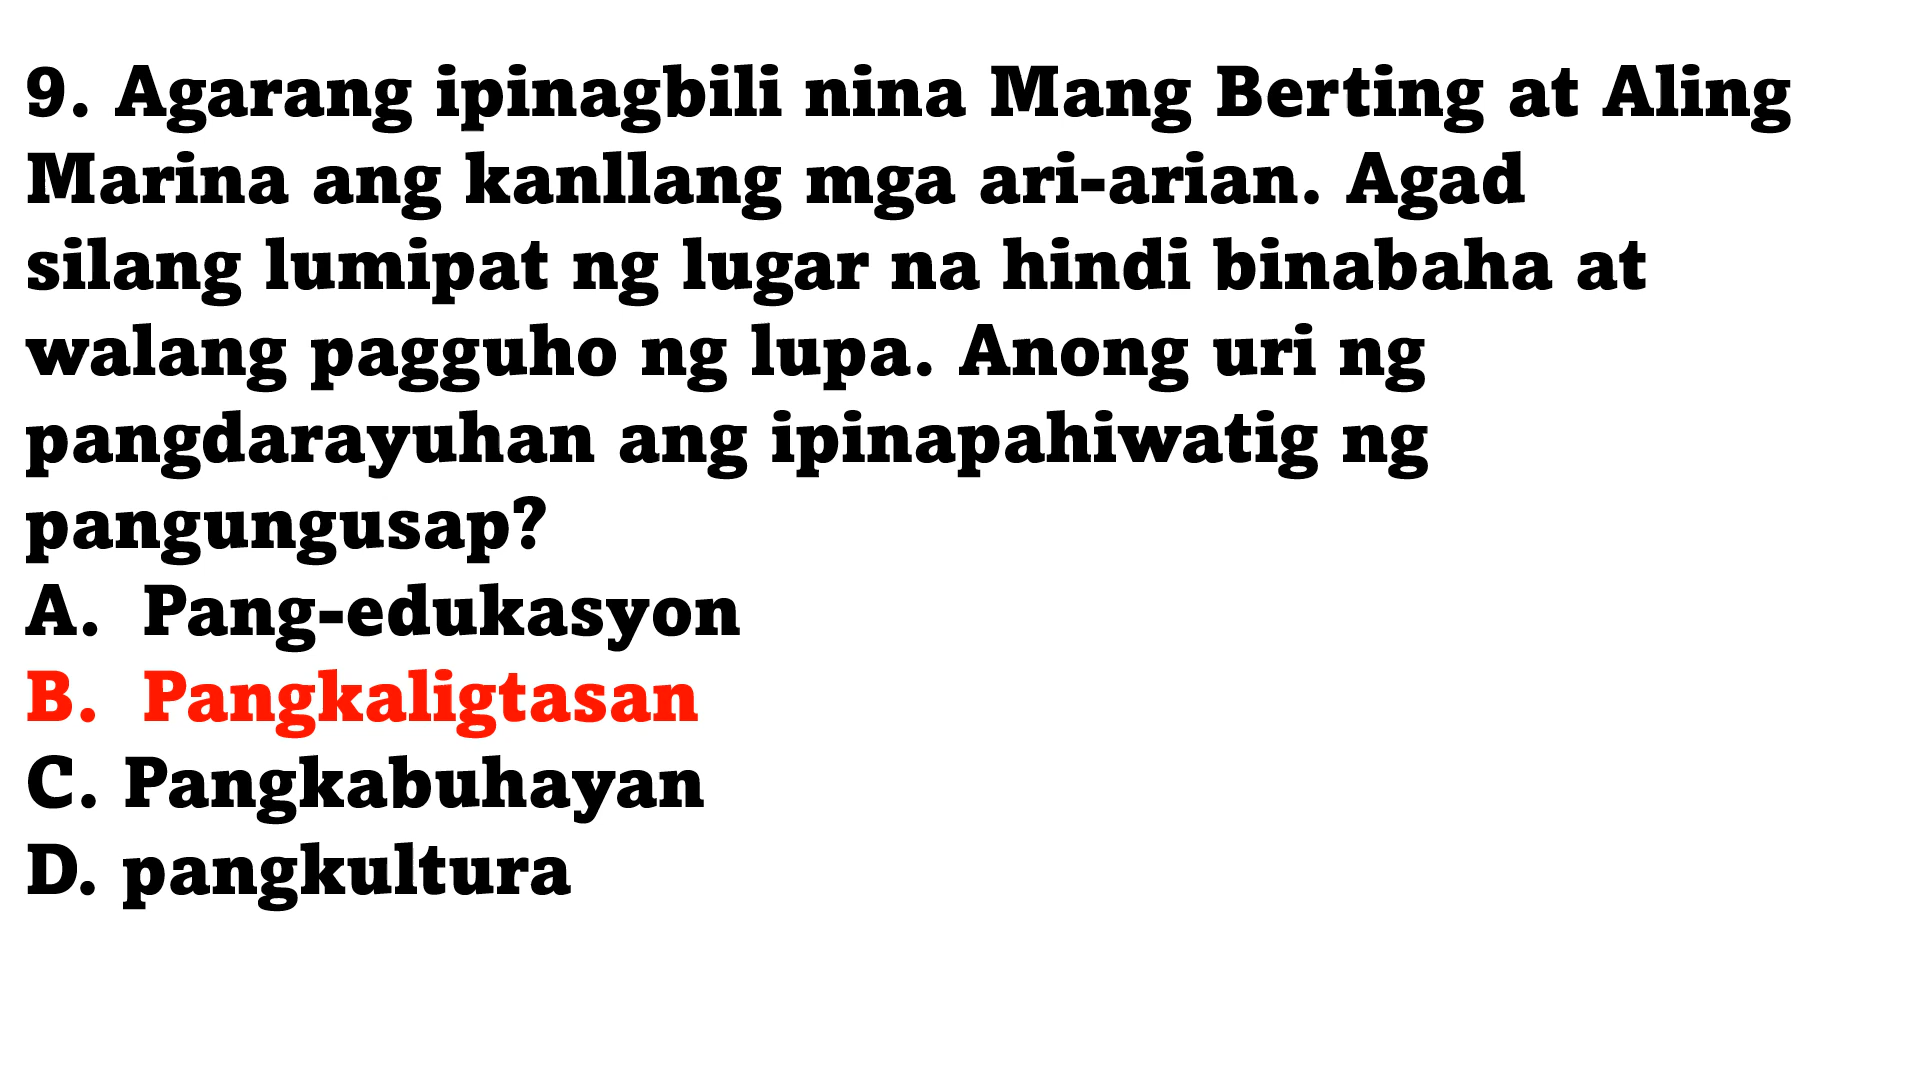 9. Agarang ipinagbili nina Mang Berting at Aling
Marina ang kanllang mga ari-arian. Agad
silang lumipat ng lugar na hindi binabaha at
walang pagguho ng lupa. Anong uri ng
pangdarayuhan ang ipinapahiwatig ng
pangungusap?
A. Pang-edukasyon
B. Pangkaligtasan
C. Pangkabuhayan
D. pangkultura